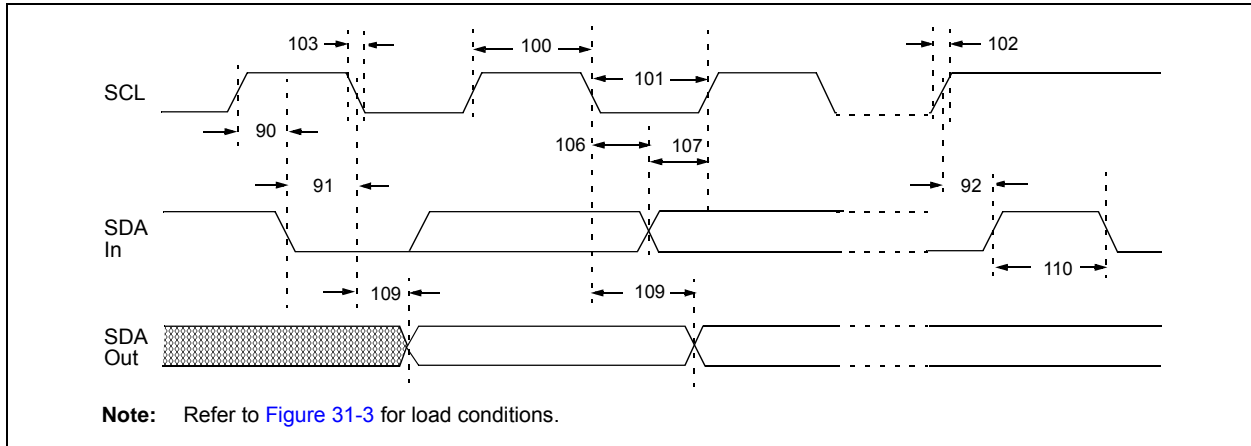 103
100
102
101
SCL
90
106
107
91
92
SDA
In
110
109
109
SDA
Out
Note: Refer to Figure 31-3 for load conditions.